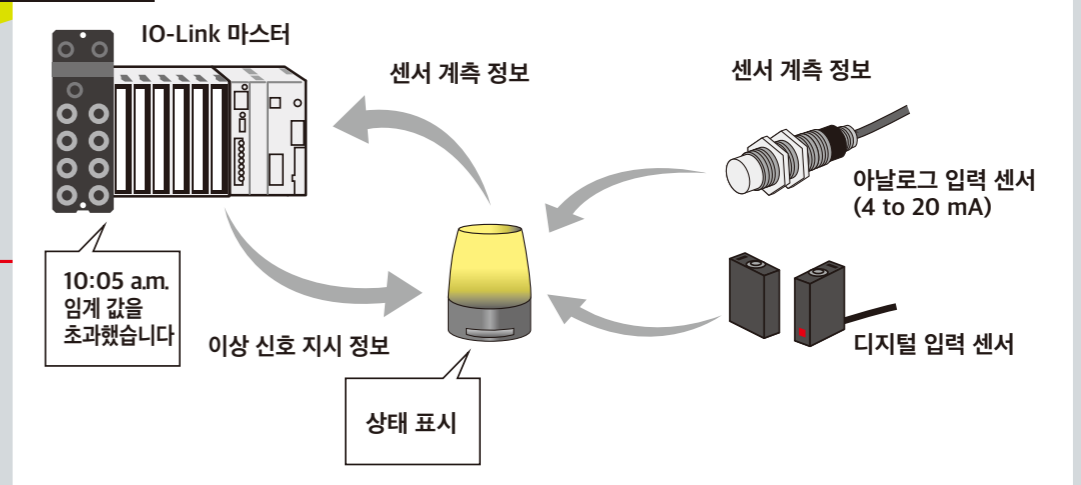 IO-Link 마스터
센서 계측 정보
센서 계측 정보
아날로그 입력 센서
(4 to 20 mA)
10:05 a.m.
임계 값을
초과했습니다
이상 신호 지시 정보
디지털 입력 센서
상태 표시